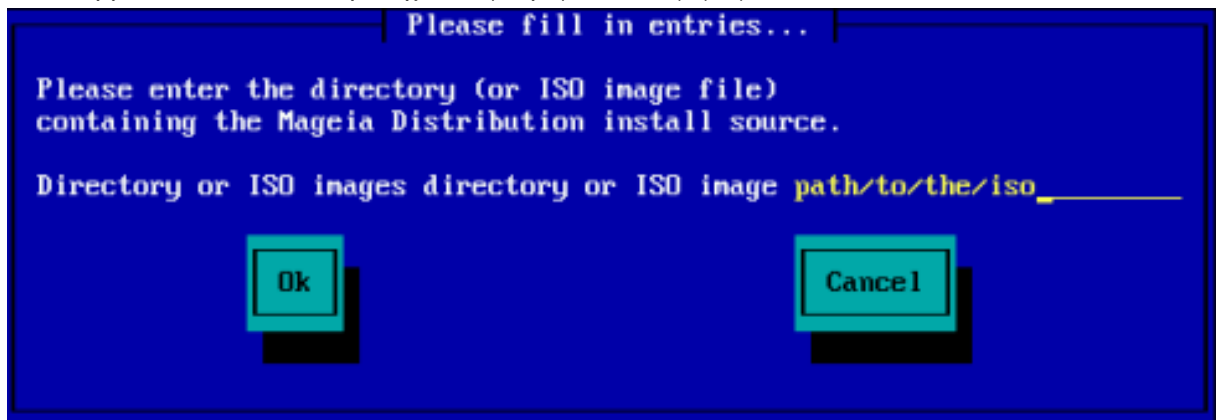 Please fill in entries...
Please enter the directory (or ISO image file)
containing the Mageia Distribution install source.
Directory or ISO images directory or ISO image path/to/the/iso_
Ok Cancel